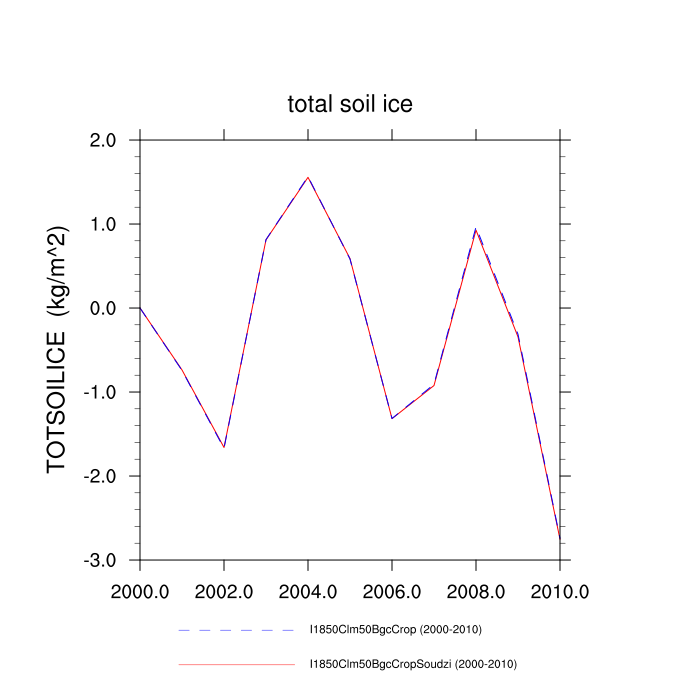 total soil ice
TOTSOILICE (kg/m^2)
2.0
1.0
0.0
-1.0
-2.0
-3.0
2000.0 2002.0 2004.0 2006.0 2008.0 2010.0
I1850Clm50BgcCrop (2000-2010)
I1850Clm50BgcCropSoudzi (2000-2010)